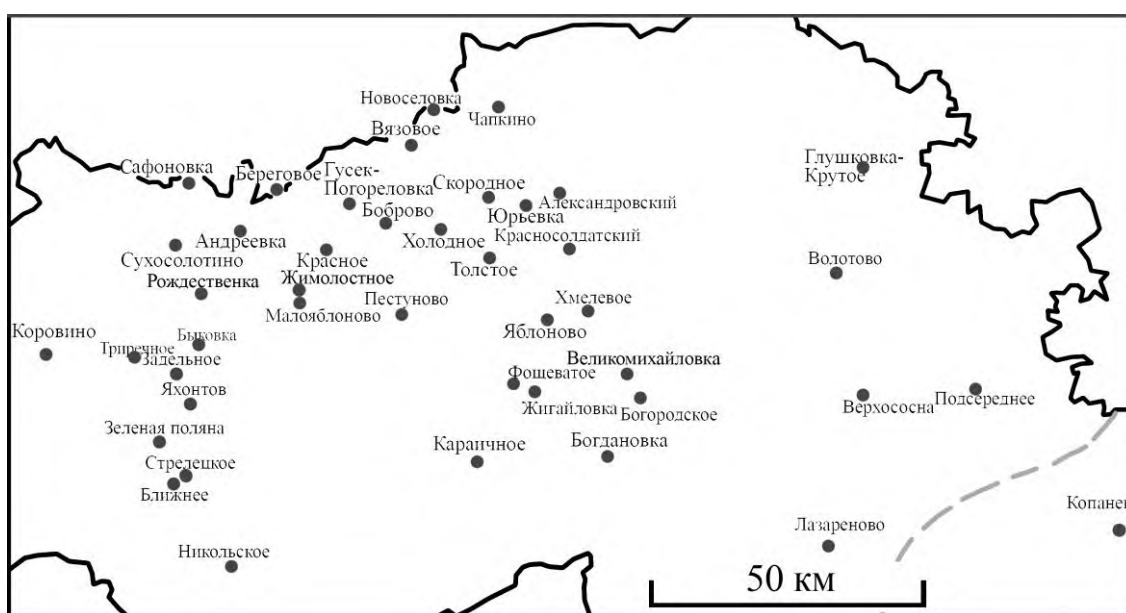 Новоселовка
Чапкино
Вязовое
Сафоновка
Береговое
Гусек-
Погореловка
Скородное
Глушковка-
Крутое
Александровский
Юрьевка
Боброво
Андреевка
Холодное
Красносолдатский
Сухосолотино
Красное
Толстое
Волотово
Рождественка
Жимолостное
Малояблоново
Пестуново
Хмелевое
Яблоново
Коровино
Триречное
Быковка
Задельное
Великомихайловка
Фощеватое
Яхонтов
Жигайловка
Богородское
Верхососна
Подсереднее
Зеленая поляна
Караичное
Богдановка
Стрелецкое
Ближнее
Лазареново
Копанец
Никольское
50 км